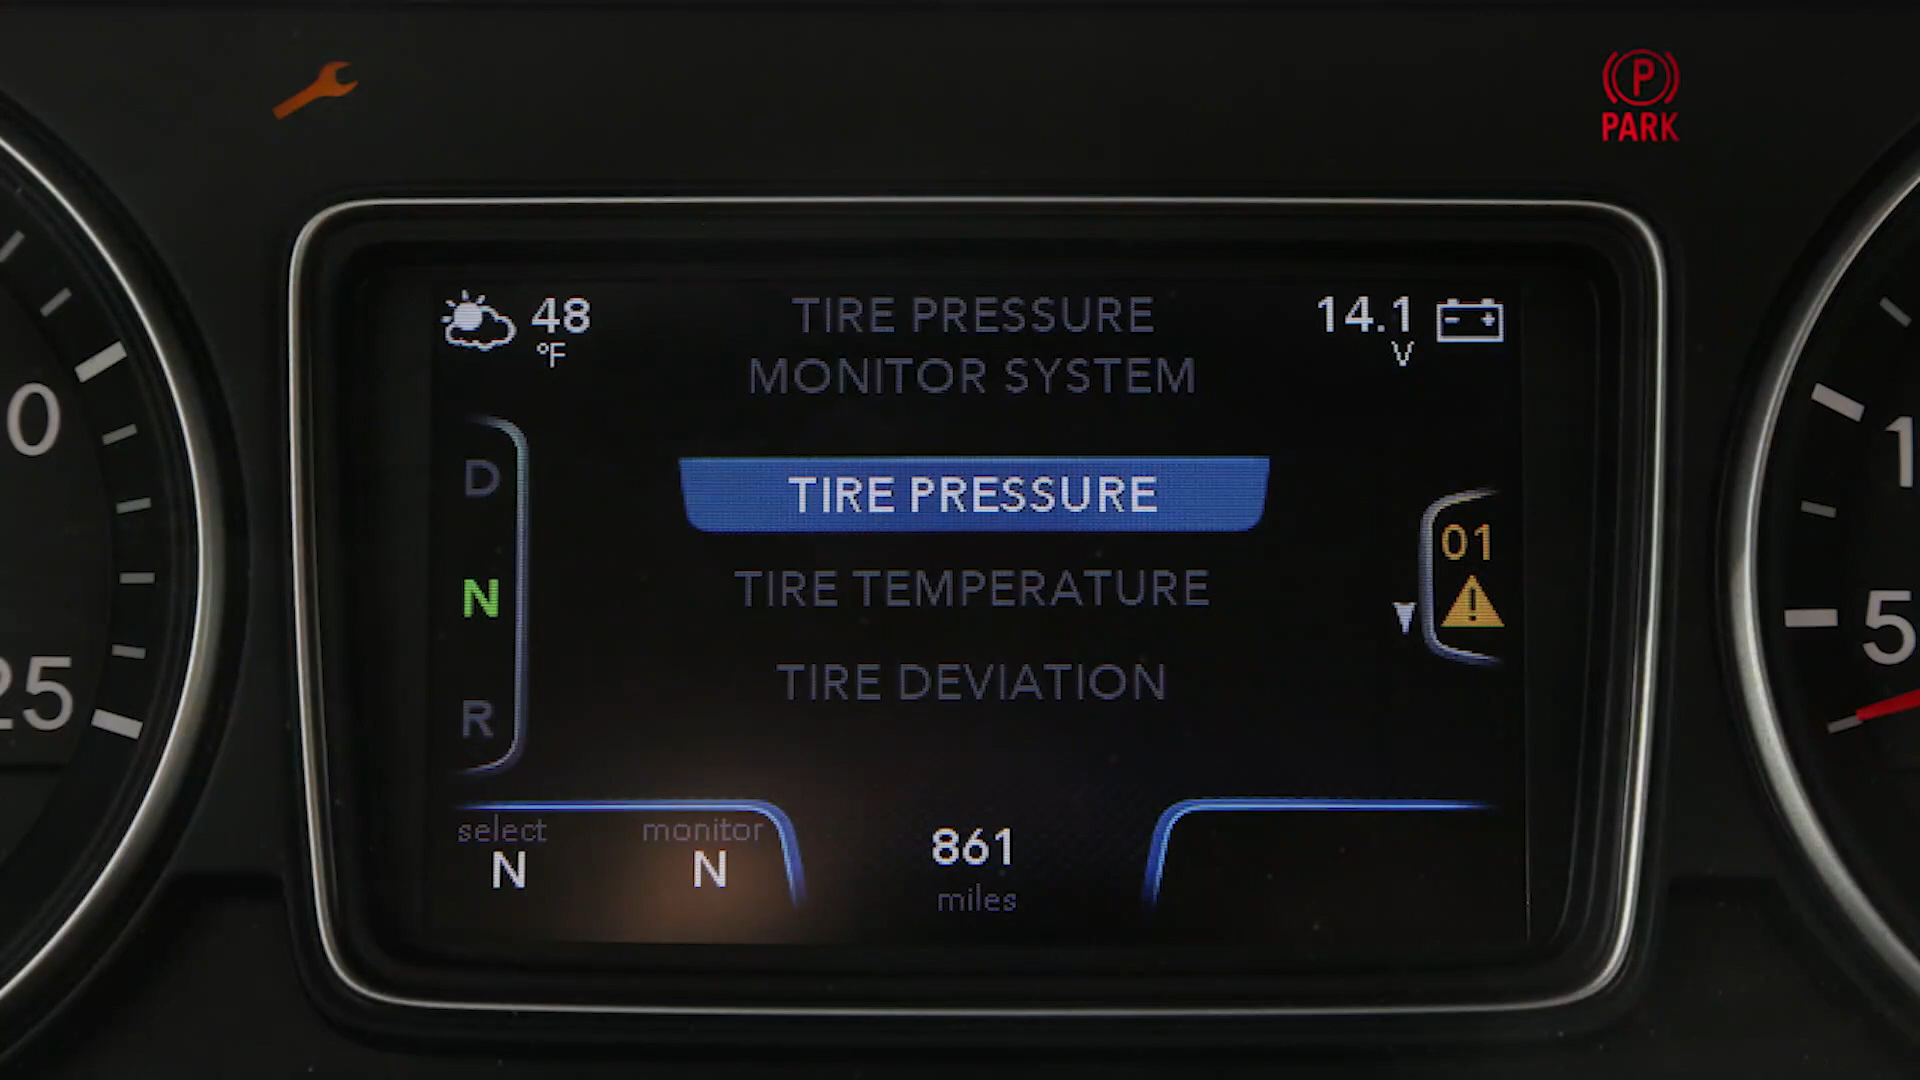 P
PARK
48
°F
TIRE PRESSURE
MONITOR SYSTEM
14.1
V
D
N
R
TIRE PRESSURE
TIRE TEMPERATURE
TIRE DEVIATION
01
select
N
monitor
N
861
miles
0
25
1
5